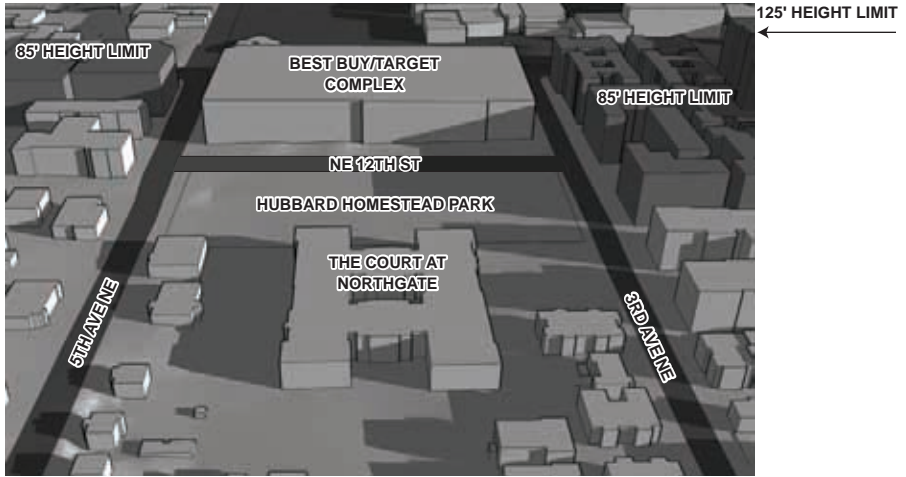 125' HEIGHT LIMIT
85' HEIGHT LIMIT
BEST BUY/TARGET
COMPLEX
85' HEIGHT LIMIT
NE 12TH ST
HUBBARD HOMESTEAD PARK
THE COURT AT
NORTHGATE
5TH AVE NE
3RD AVE NE